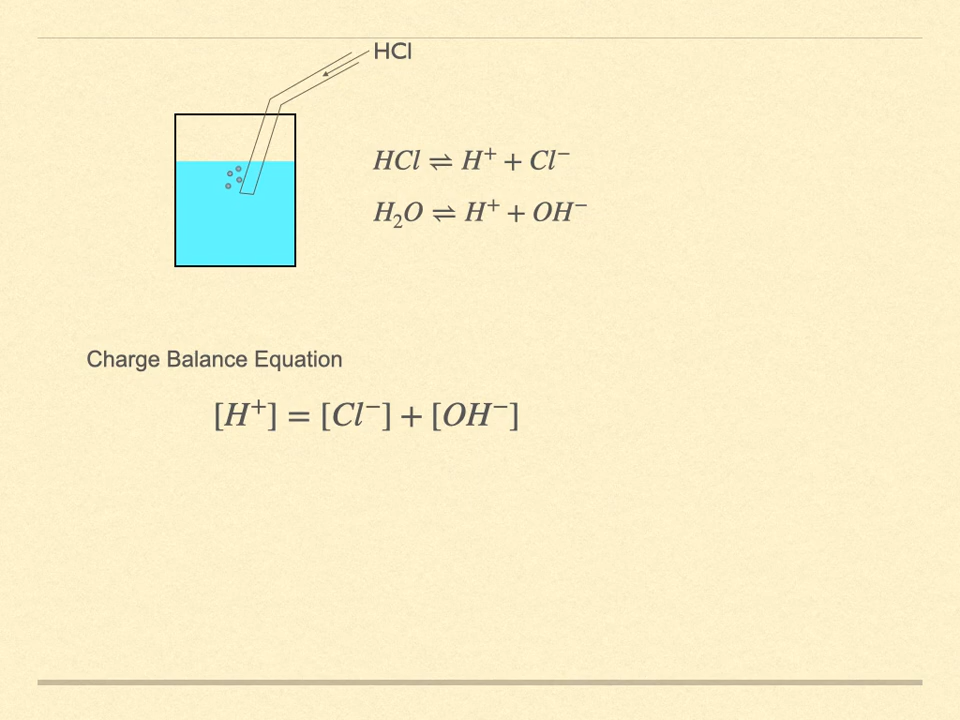 HCl
HCl ⇌ H⁺ + Cl⁻
H₂O ⇌ H⁺ + OH⁻
Charge Balance Equation
[H⁺] = [Cl⁻] + [OH⁻]